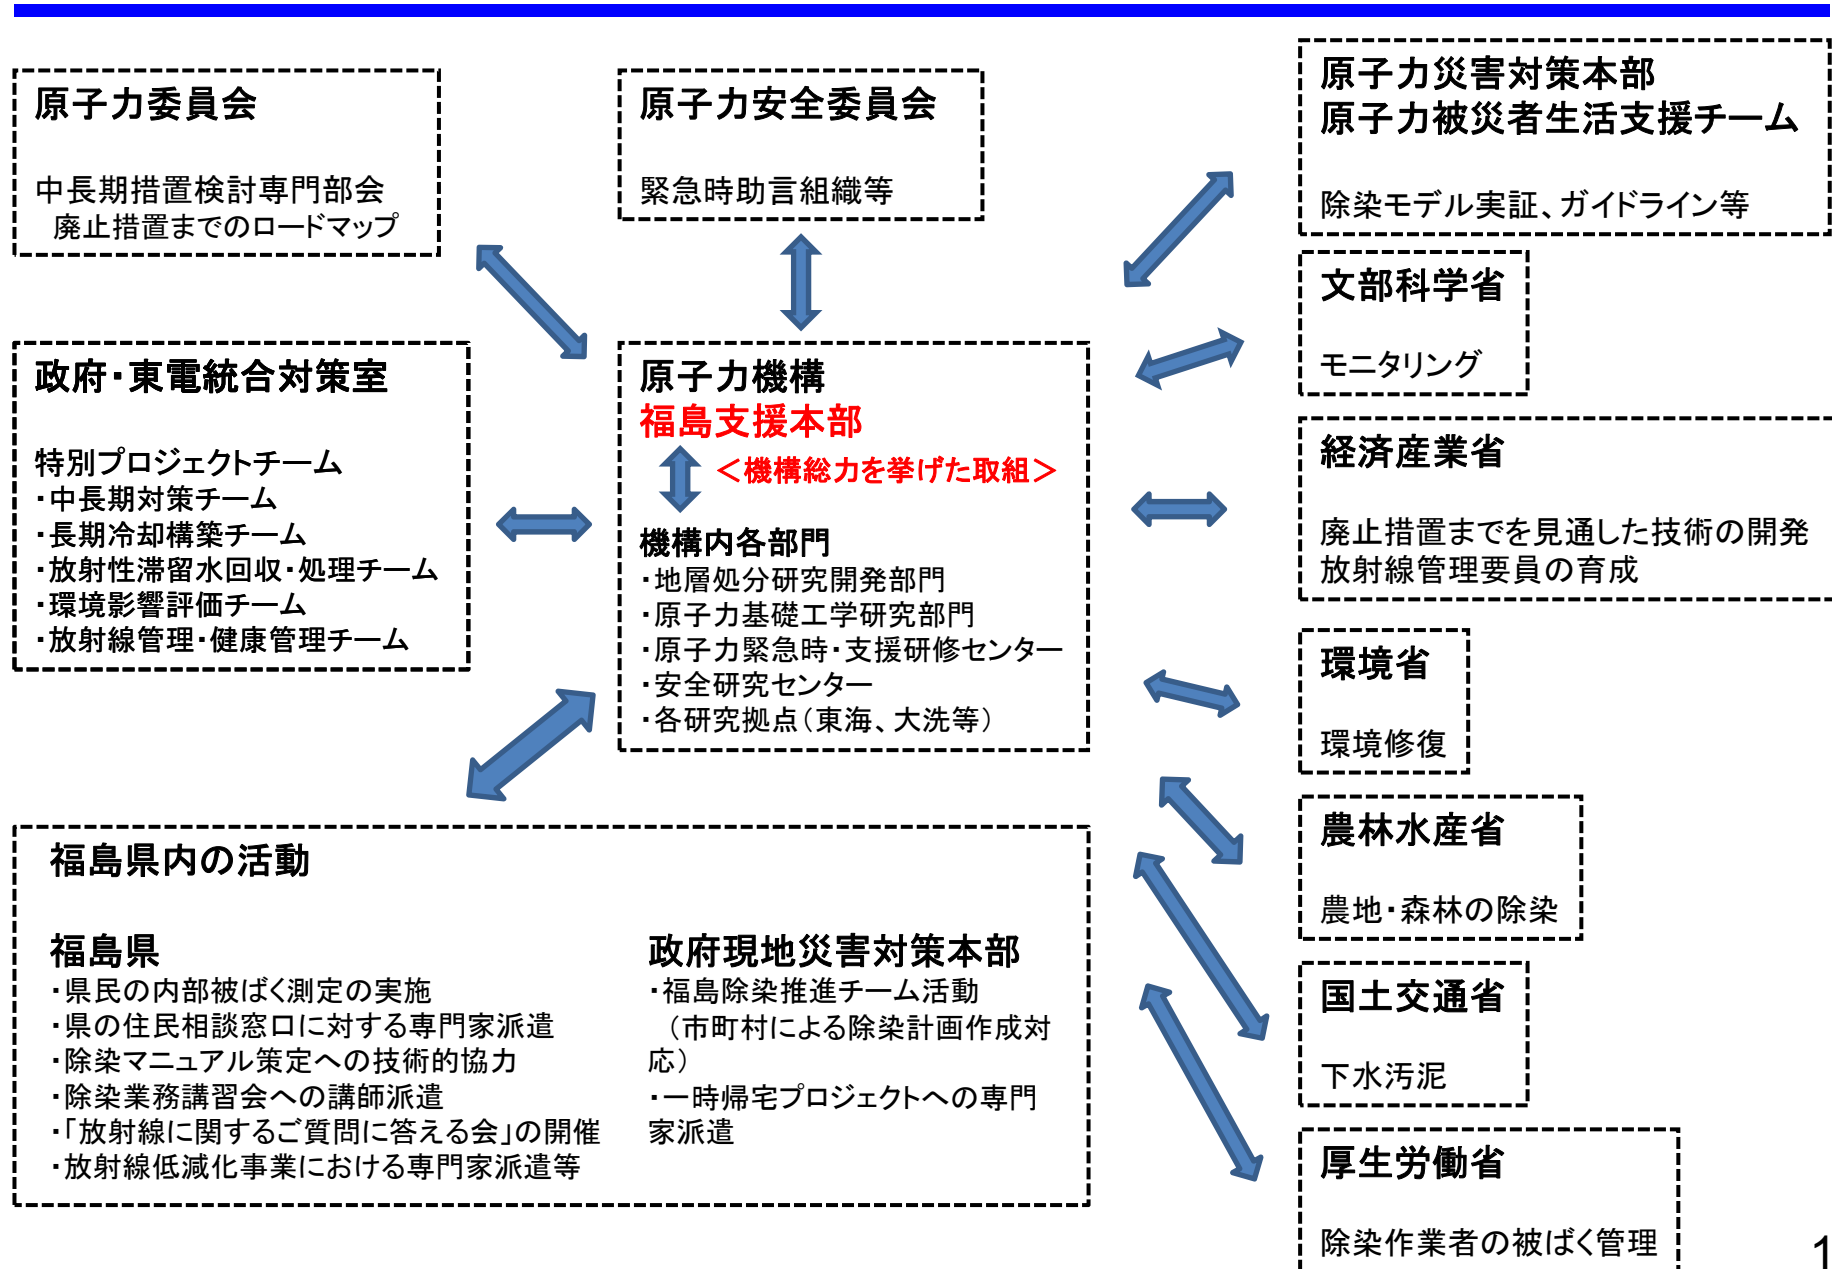 原子力委員会
中長期措置検討専門部会
廃止措置までのロードマップ
原子力安全委員会
緊急時助言組織等
原子力災害対策本部
原子力被災者生活支援チーム
除染モデル実証、ガイドライン等
文部科学省
モニタリング
政府・東電統合対策室
特別プロジェクトチーム
・中長期対策チーム
・長期冷却構築チーム
・放射性滞留水回収・処理チーム
・環境影響評価チーム
・放射線管理・健康管理チーム
原子力機構
福島支援本部
＜機構総力を挙げた取組＞
機構内各部門
・地層処分研究開発部門
・原子力基礎工学研究部門
・原子力緊急時・支援研修センター
・安全研究センター
・各研究拠点（東海、大洗等）
経済産業省
廃止措置までを見通した技術の開発
放射線管理要員の育成
環境省
環境修復
農林水産省
農地・森林の除染
国土交通省
下水汚泥
厚生労働省
除染作業者の被ばく管理
福島県内の活動
福島県
・県民の内部被ばく測定の実施
・県の住民相談窓口に対する専門家派遣
・除染マニュアル策定への技術的協力
・除染業務講習会への講師派遣
・「放射線に関するご質問に答える会」の開催
・放射線低減化事業における専門家派遣等
政府現地災害対策本部
・福島除染推進チーム活動
（市町村による除染計画作成対
応）
・一時帰宅プロジェクトへの専門
家派遣
1